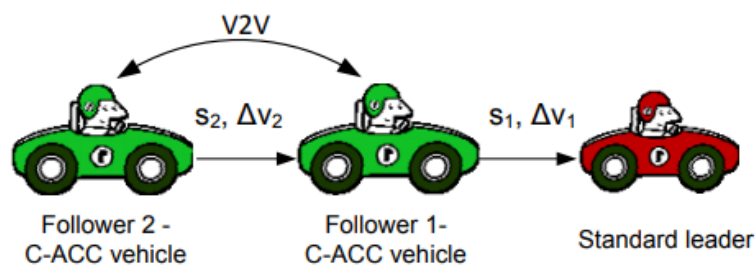 V2V
s2, Δv2
s1, Δv1
Follower 2 -
C-ACC vehicle
Follower 1-
C-ACC vehicle
Standard leader